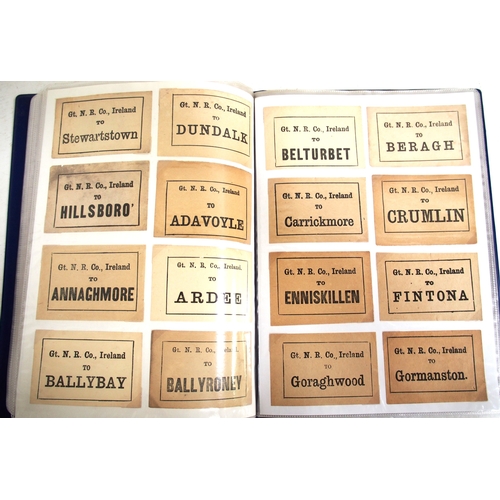 Gt. N. R. Co., Ireland
TO
Stewartstown
Gt. N. R. Co., Ireland
TO
DUNDALK
Gt. N. R. Co., Ireland
TO
HILLSBORO'
Gt. N. R. Co., Ireland
TO
ADAVOYLE
Gt. N. R. Co., Ireland
TO
ANNACHMORE
Gt. N. R. Co., Ireland.
TO
ARDEE
Gt. N. R. Co., Ireland
TO
BALLYBAY
Gt. N. R. Co.,
TO
BALLYRONEY
Gt. N. R. Co., Ireland
TO
BELTURBET
Gt. N. R. Co., Ireland
TO
BERAGH
Gt. N. R. Co., Ireland
TO
Carrickmore
Gt. N. R. Co., Ireland
TO
CRUMLIN
Gt. N. R. Co., Ireland
TO
ENNISKILLEN
Gt. N. R. Co., Ireland
TO
FINTONA
Gt. N. R. Co., Ireland
TO
Goraghwood
Gt. N. R. Co., Ireland
TO
Gormanston.